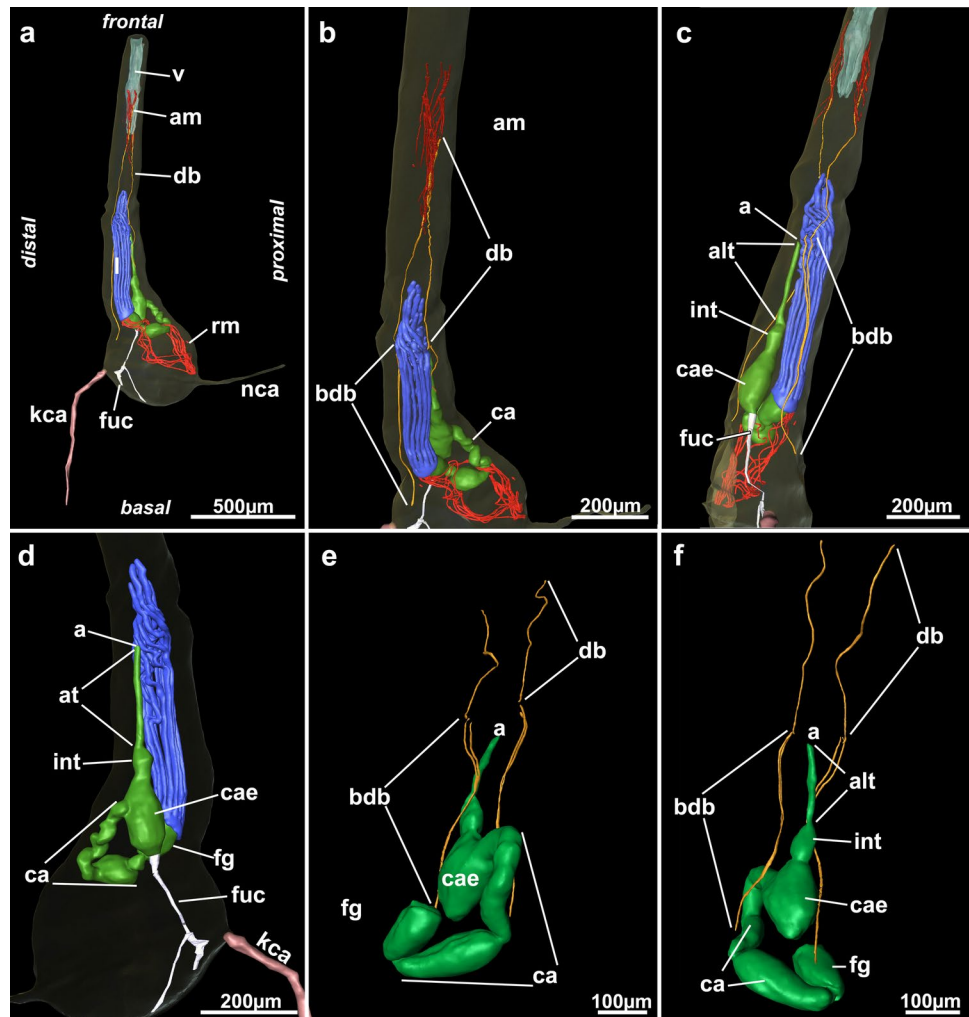 a
frontal
v
am
db
distal
proximal
rm
nca
kca
fuc
basal
500µm
b
am
db
bdb
ca
200µm
c
a
alt
int
bdb
cae
fuc
200µm
d
a
at
int
cae
ca
fg
fuc
kca
200µm
e
db
a
bdb
cae
fg
ca
100µm
f
db
a
alt
bdb
int
cae
fg
ca
100µm